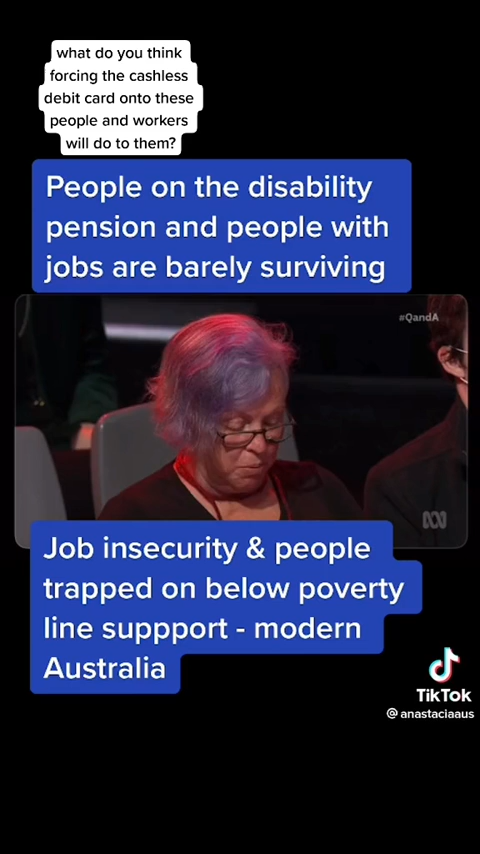 what do you think
forcing the cashless
debit card onto these
people and workers
will do to them?
People on the disability
pension and people with
jobs are barely surviving
#QandA
Job insecurity & people
trapped on below poverty
line suppport - modern
Australia
TikTok
@anastaciaaus